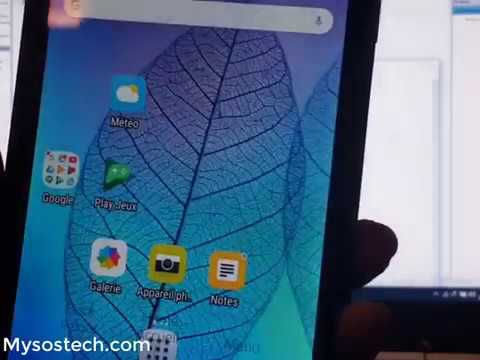 Météo
Google
Play Jeux
Galerie
Appareil ph..
Notes
Mysostech.com